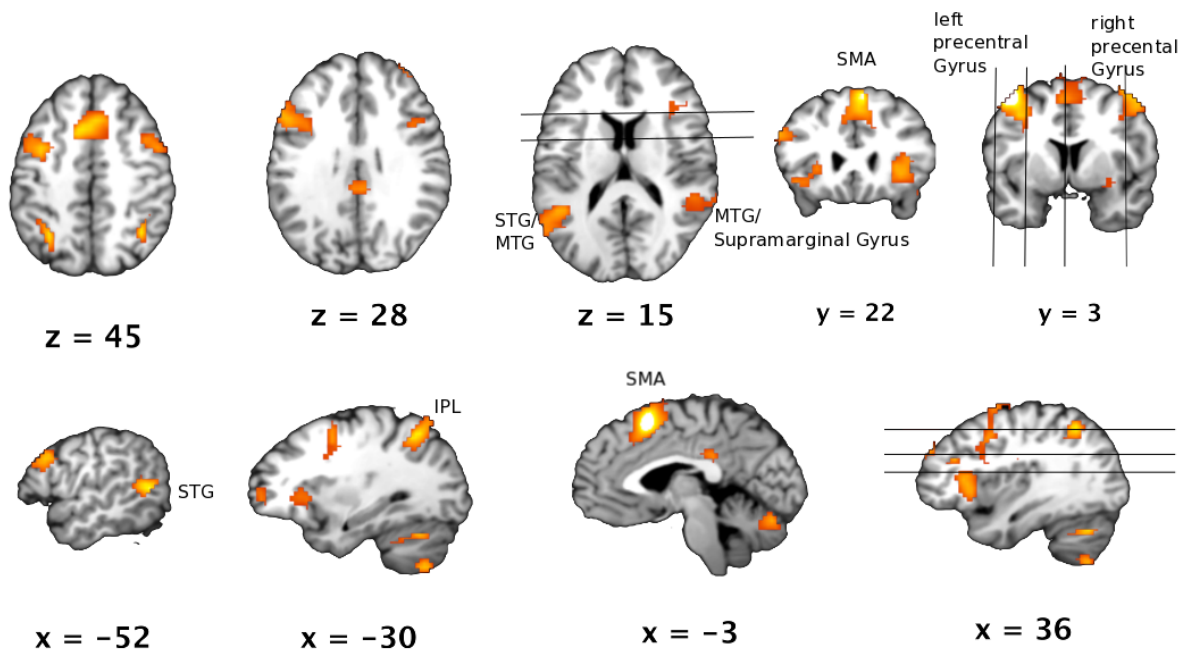 left
precentral
Gyrus
right
precental
Gyrus
SMA
STG/
MTG
MTG/
Supramarginal Gyrus
z = 45
z = 28
z = 15
y = 22
y = 3
SMA
IPL
STG
x = −52
x = −30
x = −3
x = 36